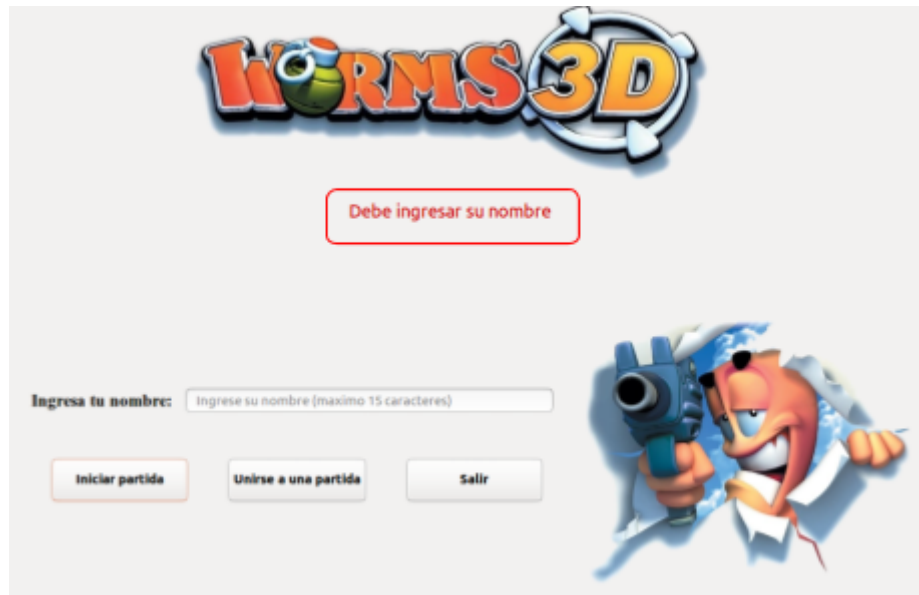 WORMS 3D
Debe ingresar su nombre
Ingresa tu nombre: Ingrese su nombre (maximo 15 caracteres)
Iniciar partida Unirse a una partida Salir